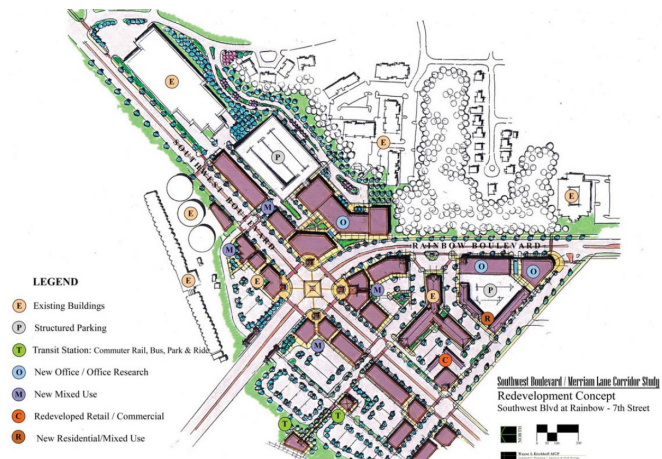 E
P
SOUTHWEST BOULEVARD
E
E
M
O
E
M
RAINBOW BOULEVARD
E
E
M
E
O
O
P
R
M
C
T
T
LEGEND
E Existing Buildings
P Structured Parking
T Transit Station: Commuter Rail, Bus, Park & Ride
O New Office / Office Research
M New Mixed Use
C Redeveloped Retail / Commercial
R New Residential/Mixed Use
Southwest Boulevard / Merriam Lane Corridor Study
Redevelopment Concept
Southwest Blvd at Rainbow - 7th Street
NORTH